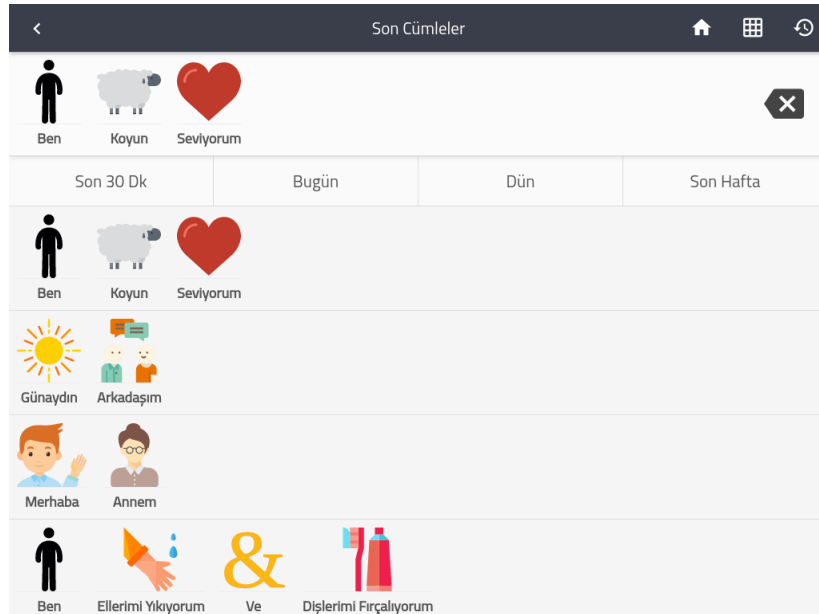 Son Cümleler
Ben Koyun Seviyorum
Son 30 Dk Bugün Dün Son Hafta
Ben Koyun Seviyorum
Günaydın Arkadaşım
Merhaba Annem
&
Ben Ellerimi Yıkıyorum Ve Dişlerimi Fırçalıyorum